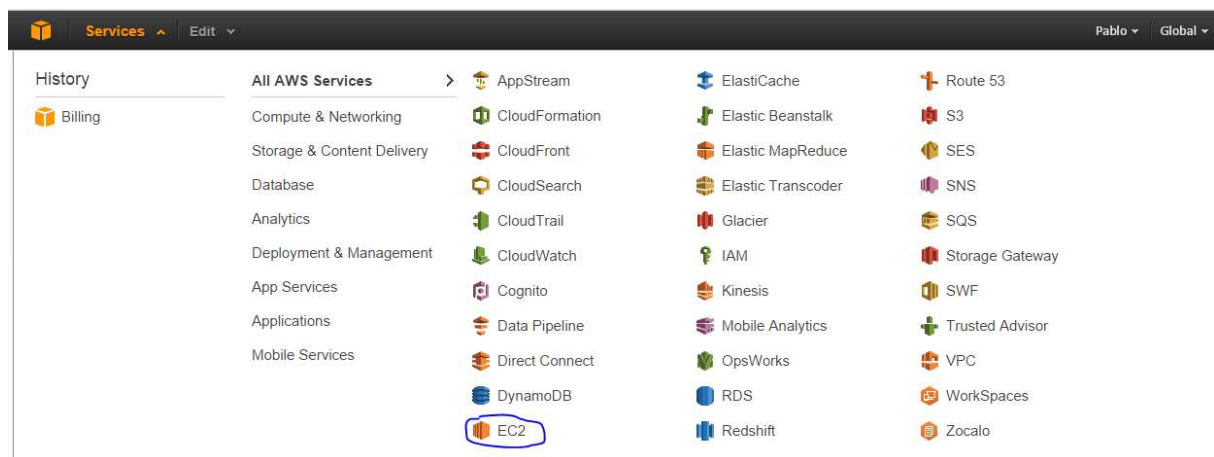 Services Edit Pablo Global
History
Billing
All AWS Services
Compute & Networking
Storage & Content Delivery
Database
Analytics
Deployment & Management
App Services
Applications
Mobile Services
AppStream
CloudFormation
CloudFront
CloudSearch
CloudTrail
CloudWatch
Cognito
Data Pipeline
Direct Connect
DynamoDB
EC2
ElastiCache
Elastic Beanstalk
Elastic MapReduce
Elastic Transcoder
Glacier
IAM
Kinesis
Mobile Analytics
OpsWorks
RDS
Redshift
Route 53
S3
SES
SNS
SQS
Storage Gateway
SWF
Trusted Advisor
VPC
WorkSpaces
Zocalo